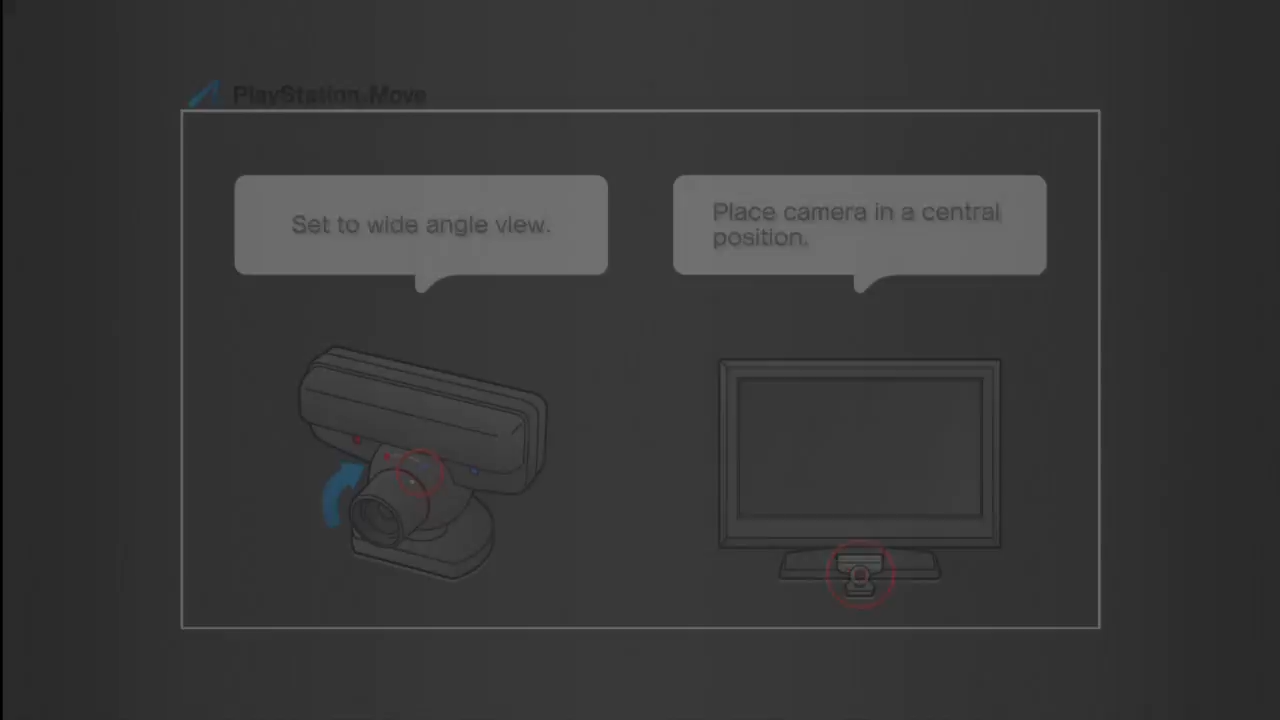 PlayStation.Move
Set to wide angle view.
Place camera in a central
position.